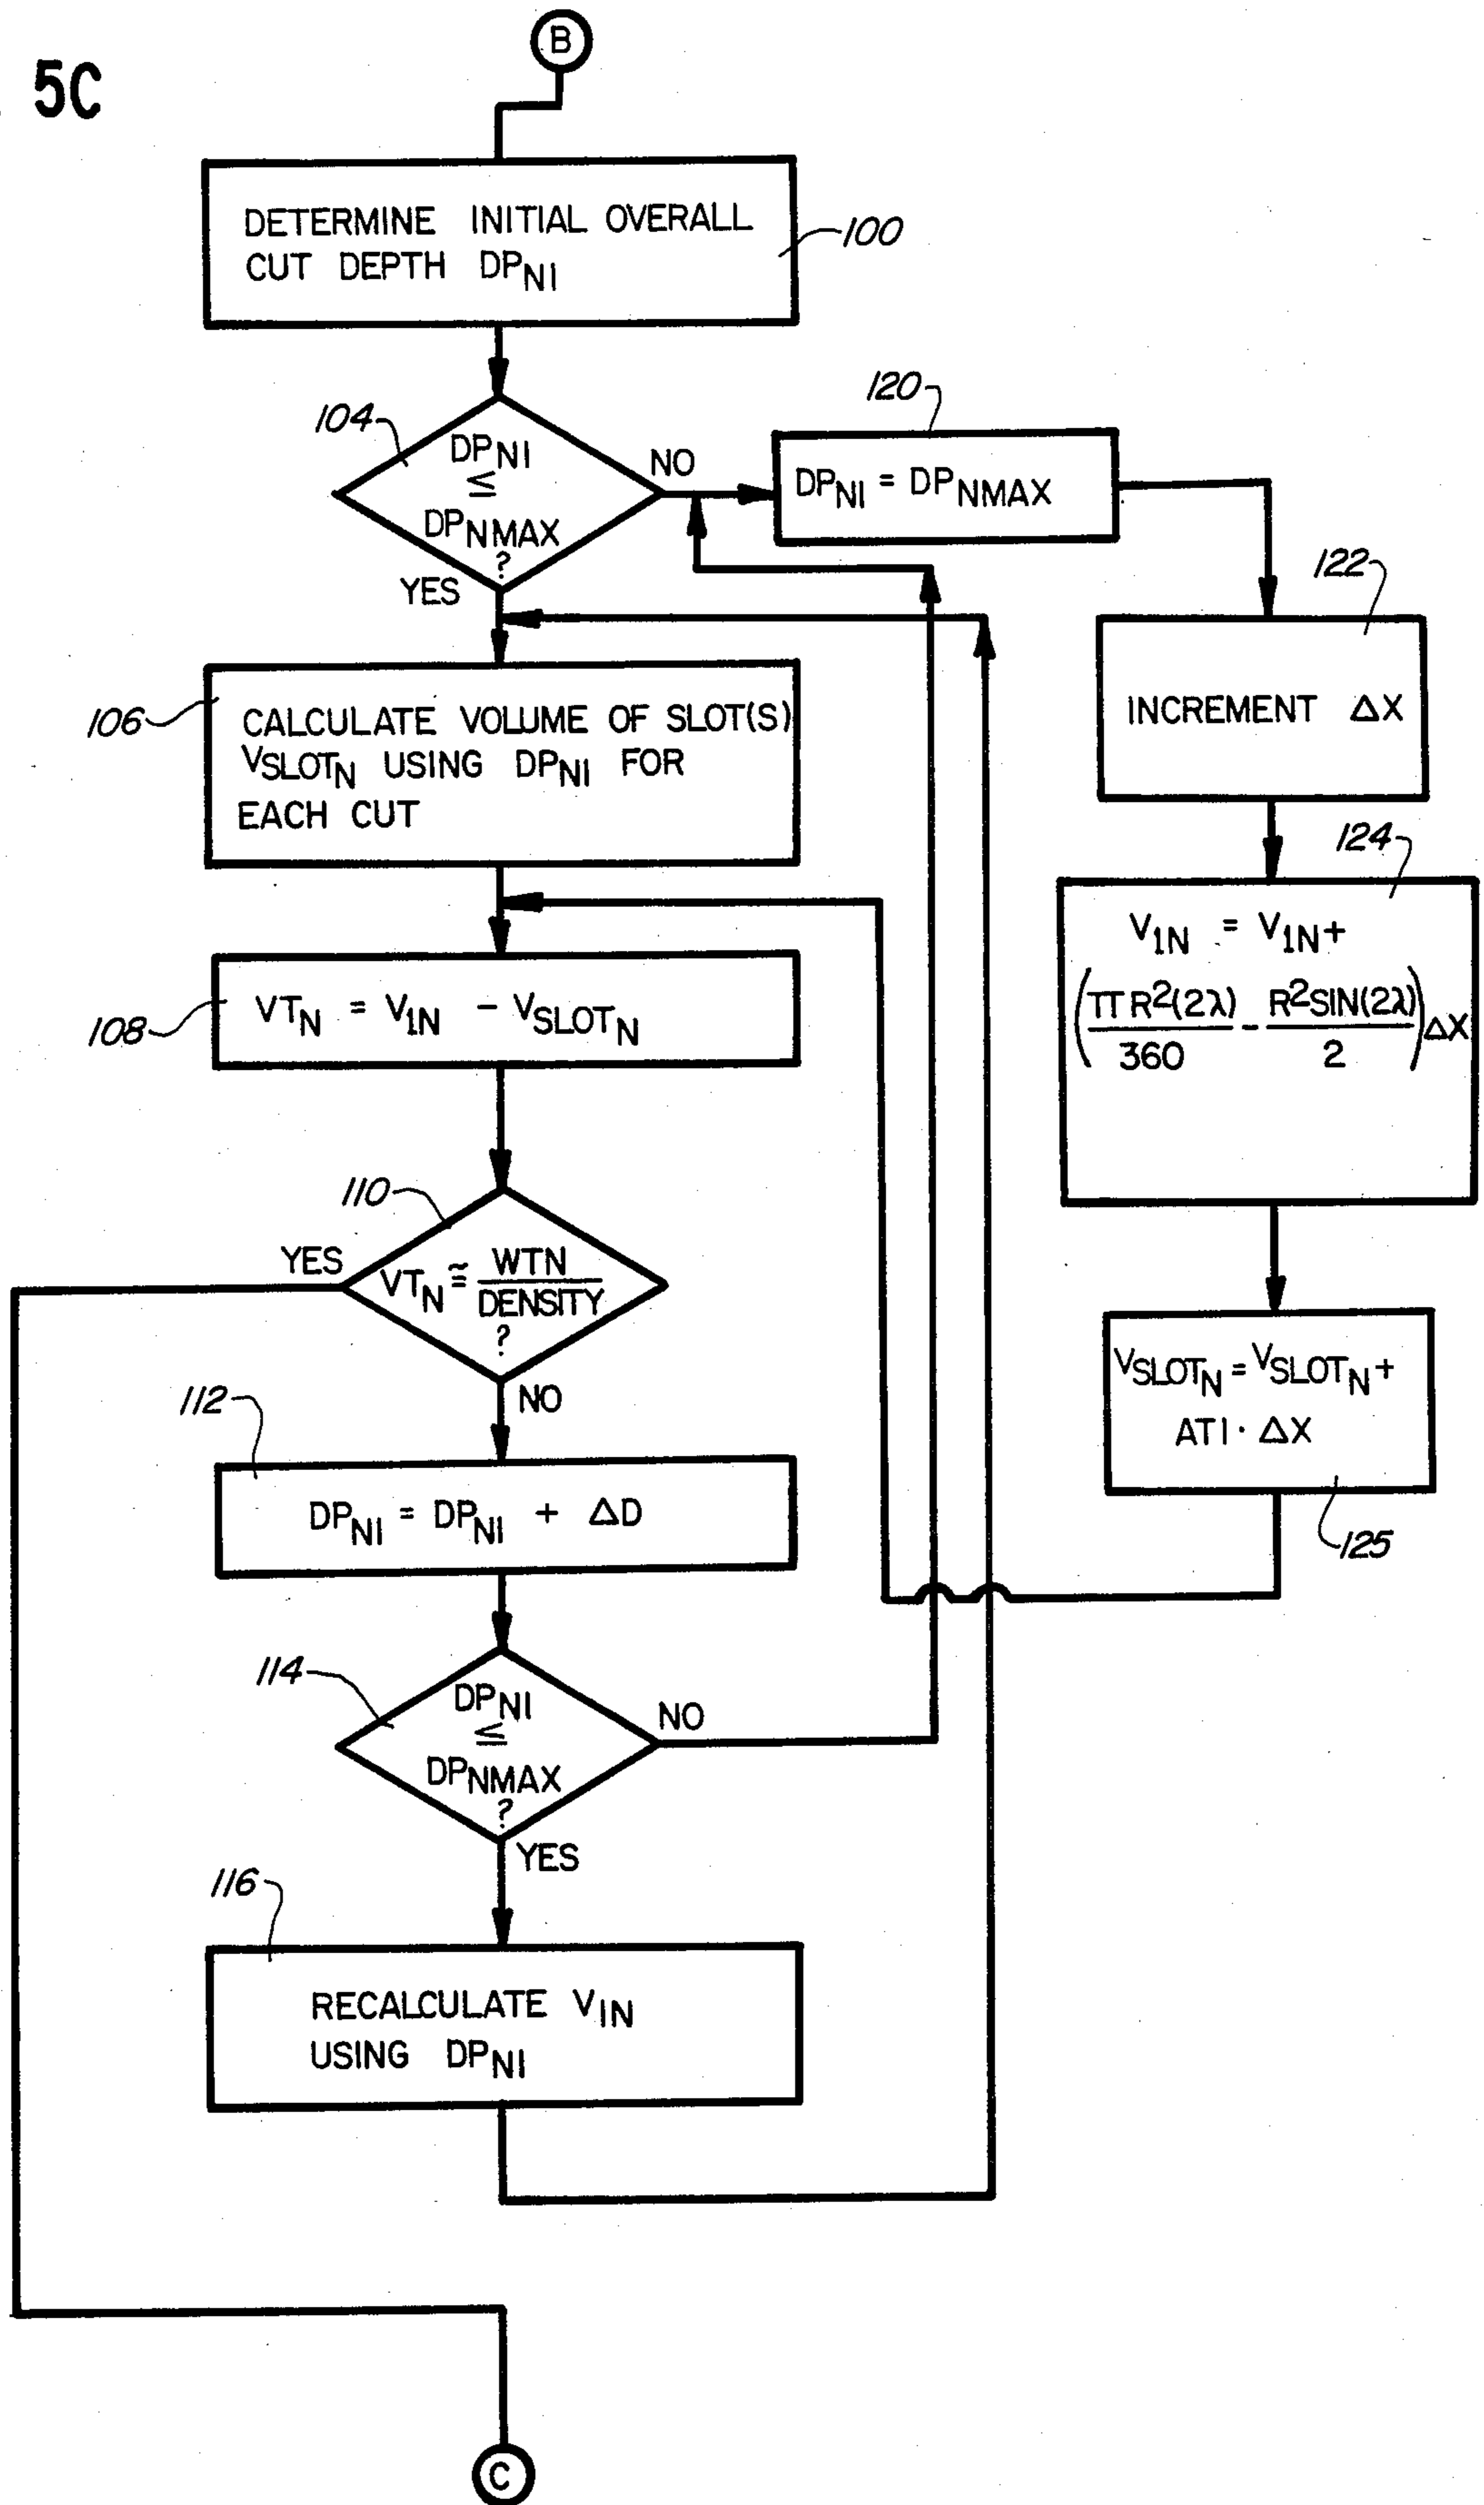 5C
B
DETERMINE INITIAL OVERALL
CUT DEPTH DPNI
100
104
DPNI
≤
DPNMAX
?
NO
YES
120
DPNI = DPNMAX
122
INCREMENT ΔX
106
CALCULATE VOLUME OF SLOT(S)
VSLOTN USING DPNI FOR
EACH CUT
124
V1N = V1N+
(πR²(2λ)/360 - R²SIN(2λ)/2)ΔX
108
VTN = V1N - VSLOTN
110
YES
VTN ≅ WTN/DENSITY
?
NO
VSLOTN = VSLOTN +
ATI · ΔX
125
112
DPNI = DPNI + ΔD
114
DPNI
≤
DPNMAX
?
NO
YES
116
RECALCULATE VIN
USING DPNI
C